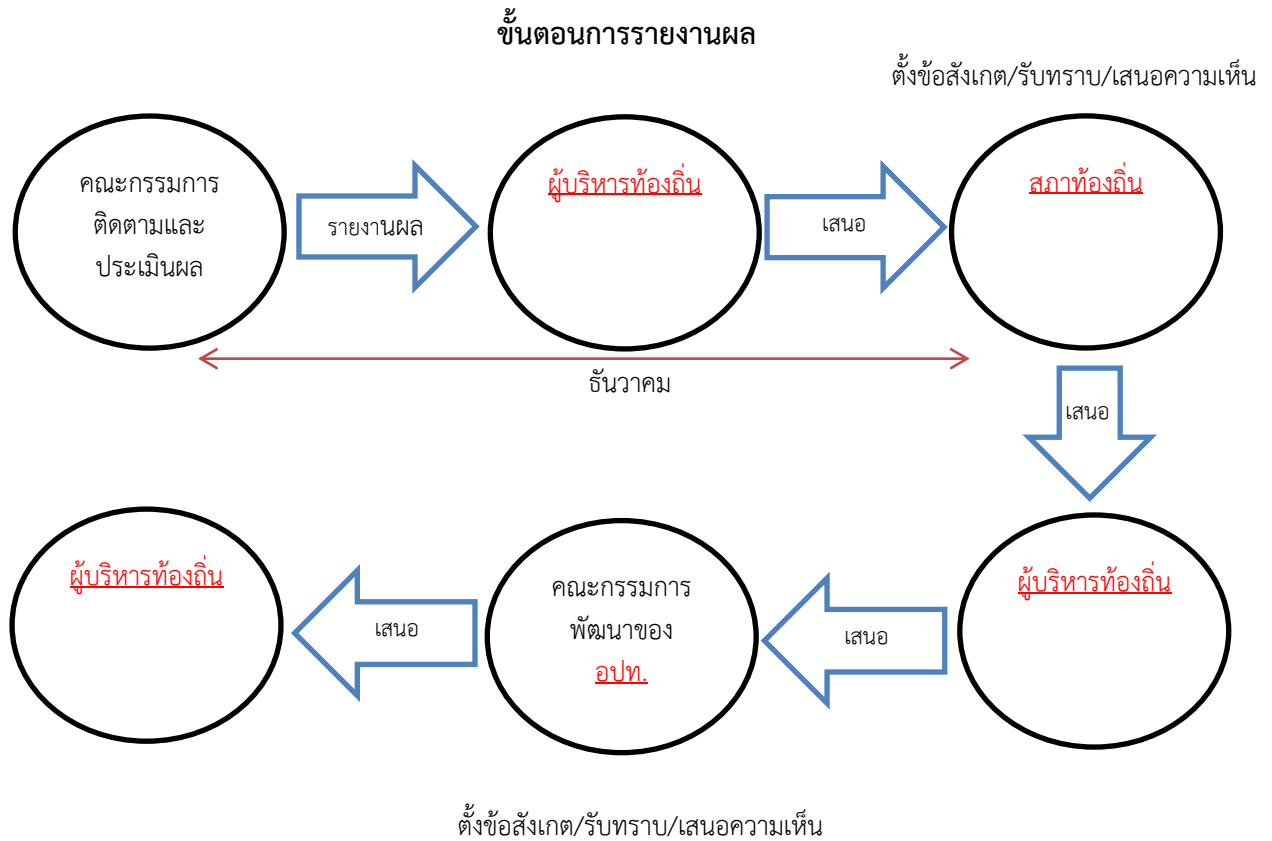 ขั้นตอนการรายงานผล
ตั้งข้อสังเกต/รับทราบ/เสนอความเห็น
คณะกรรมการ
ติดตามและ
ประเมินผล
รายงานผล
ผู้บริหารท้องถิ่น
เสนอ
สภาท้องถิ่น
ธันวาคม
เสนอ
ผู้บริหารท้องถิ่น
เสนอ
คณะกรรมการ
พัฒนาของ
อปท.
เสนอ
ผู้บริหารท้องถิ่น
ตั้งข้อสังเกต/รับทราบ/เสนอความเห็น